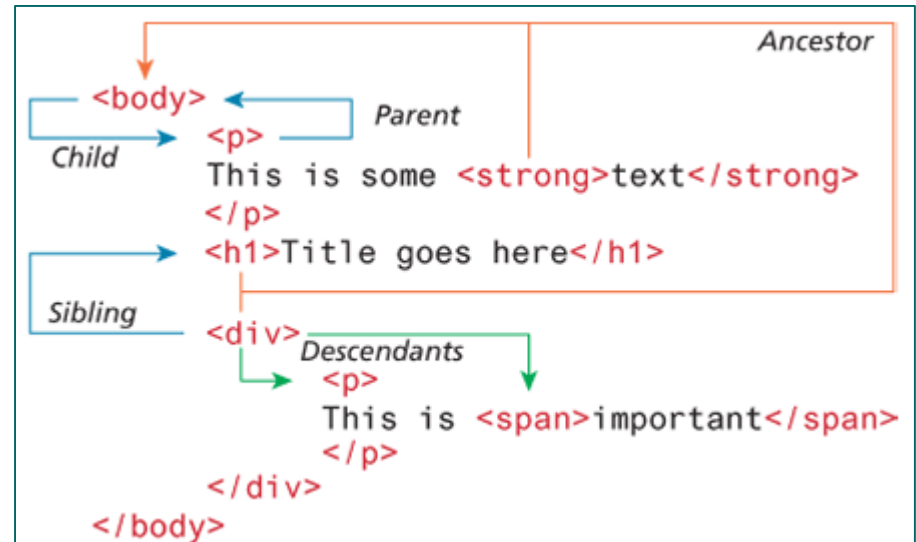 Ancestor
<body>
Parent
<p>
Child
This is some <strong>text</strong>
</p>
<h1>Title goes here</h1>
Sibling
<div>
Descendants
<p>
This is <span>important</span>
</p>
</div>
</body>